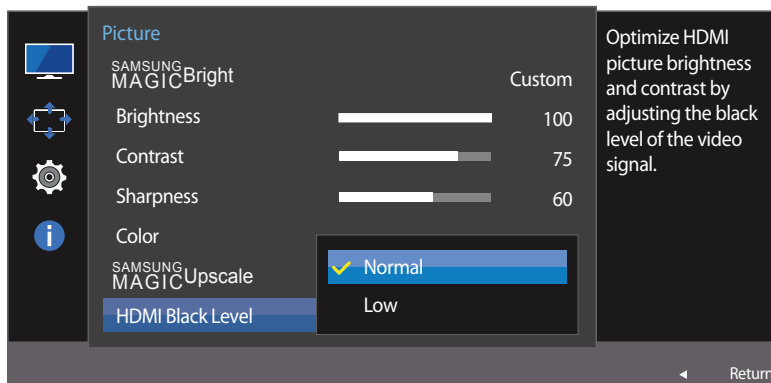 Picture
SAMSUNG
MAGICBright Custom
Brightness 100
Contrast 75
Sharpness 60
Color
SAMSUNG
MAGICUpscale
HDMI Black Level
Normal
Low
Optimize HDMI
picture brightness
and contrast by
adjusting the black
level of the video
signal.
Return